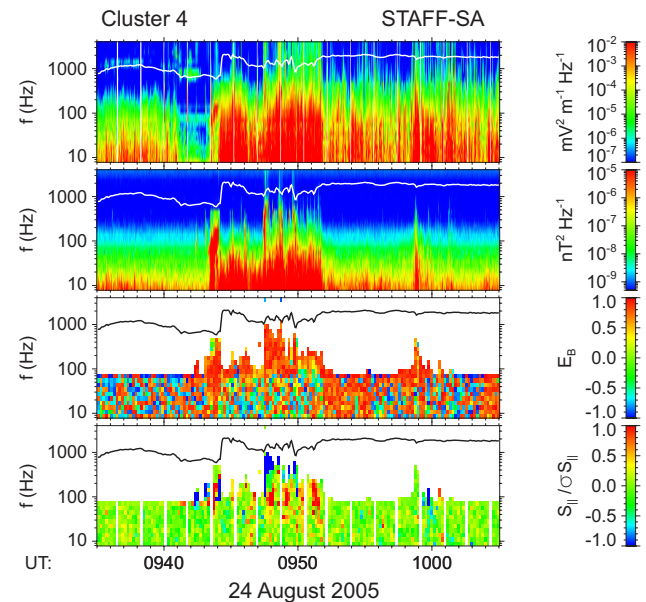 Cluster 4 STAFF-SA
f (Hz) 1000 100 10
10⁻² 10⁻³ 10⁻⁴ 10⁻⁵ 10⁻⁶ 10⁻⁷ mV² m⁻¹ Hz⁻¹
f (Hz) 1000 100 10
10⁻⁵ 10⁻⁶ 10⁻⁷ 10⁻⁸ 10⁻⁹ nT² Hz⁻¹
f (Hz) 1000 100 10
1.0 0.5 0.0 -0.5 -1.0 E_B
f (Hz) 1000 100 10
1.0 0.5 0.0 -0.5 -1.0 S_|| /σS_||
UT: 0940 0950 1000
24 August 2005